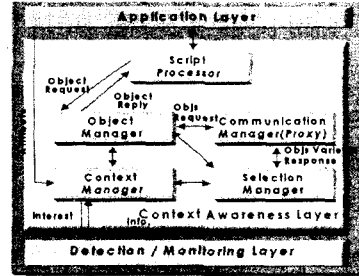 Application Layer
Script
Processor
Object
Request
Object
Reply
Objs
Request
Object
Manager
Communication
Manager(Proxy)
Objs Varie
Response
Context
Manager
Selection
Manager
Interest
Info.
Context Awareness Layer
Detection / Monitoring Layer